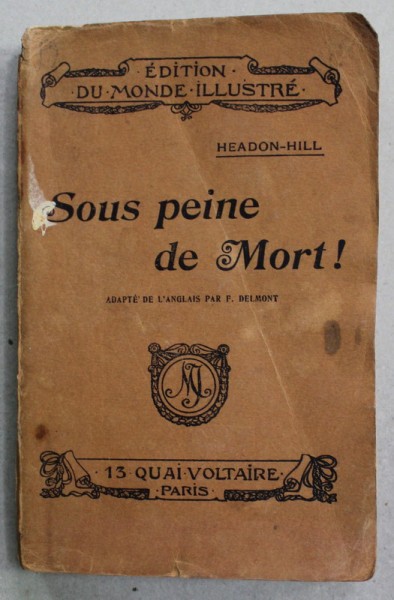 · ÉDITION ·
· DU · MONDE · ILLUSTRÉ ·
HEADON-HILL
Sous peine
de Mort!
ADAPTÉ DE L'ANGLAIS PAR P. DELMONT
MI
· 13 QUAI · VOLTAIRE ·
· PARIS ·